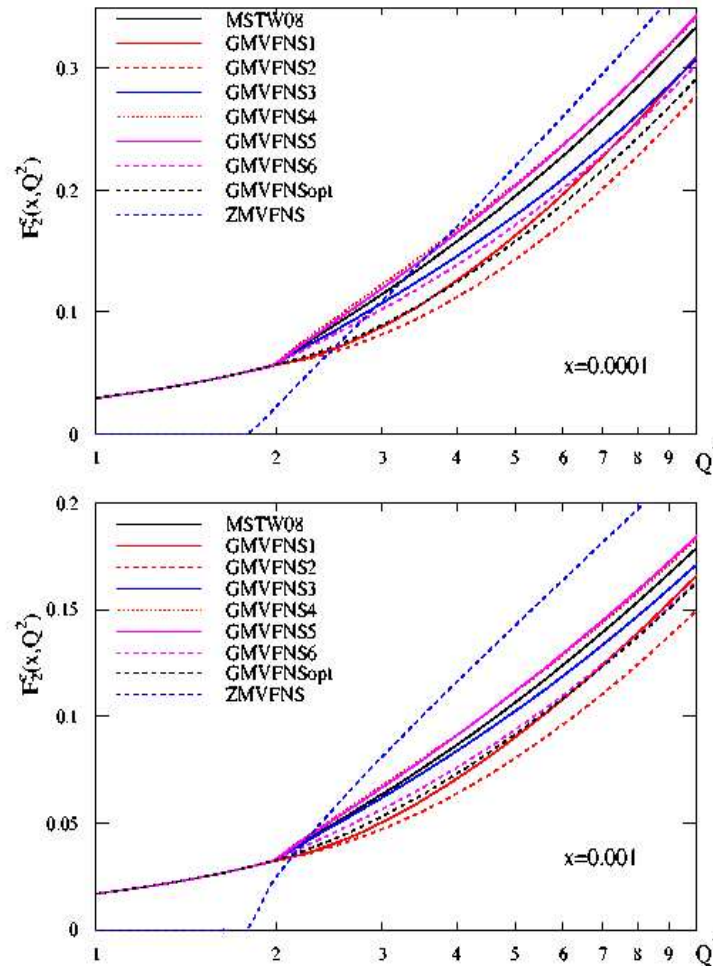 MSTW08
GMVFNS1
GMVFNS2
GMVFNS3
GMVFNS4
GMVFNS5
GMVFNS6
GMVFNSopt
ZMVFNS
F₂ᶜ(x,Q²)
0.3
0.2
0.1
0
x=0.0001
1 2 3 4 5 6 7 8 9 Q
0.2
MSTW08
GMVFNS1
GMVFNS2
GMVFNS3
GMVFNS4
GMVFNS5
GMVFNS6
GMVFNSopt
ZMVFNS
F₂ᶜ(x,Q²)
0.15
0.1
0.05
0
x=0.001
1 2 3 4 5 6 7 8 9 Q